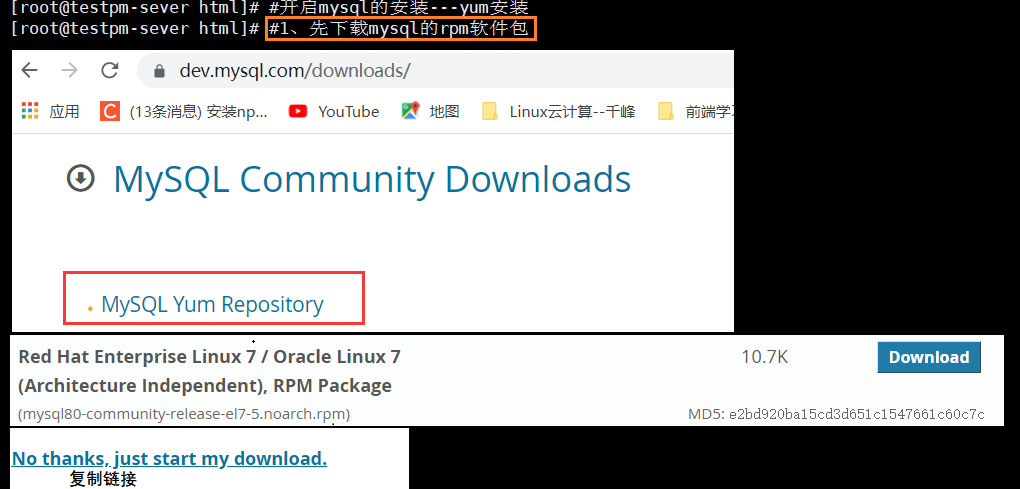 [root@testpm-sever html]# #开启mysql的安装---yum安装
[root@testpm-sever html]# #1、先下载mysql的rpm软件包
dev.mysql.com/downloads/
应用 (13条消息) 安装np... YouTube 地图 Linux云计算--千峰 前端学习
MySQL Community Downloads
MySQL Yum Repository
Red Hat Enterprise Linux 7 / Oracle Linux 7 10.7K Download
(Architecture Independent), RPM Package
(mysql80-community-release-el7-5.noarch.rpm) MD5: e2bd920ba15cd3d651c1547661c60c7c
No thanks, just start my download.
复制链接